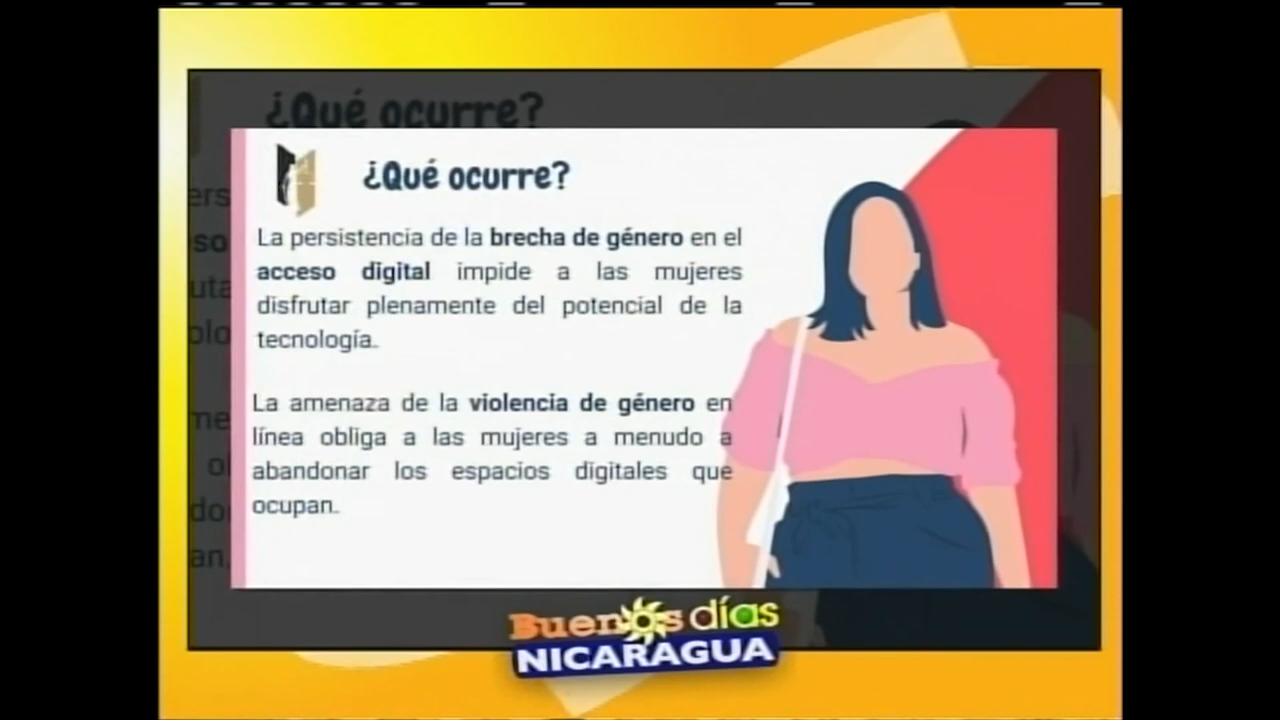 ¿Qué ocurre?
¿Qué ocurre?
La persistencia de la brecha de género en el
acceso digital impide a las mujeres
disfrutar plenamente del potencial de la
tecnología.
La amenaza de la violencia de género en
línea obliga a las mujeres a menudo a
abandonar los espacios digitales que
ocupan.
Buenos días
NICARAGUA